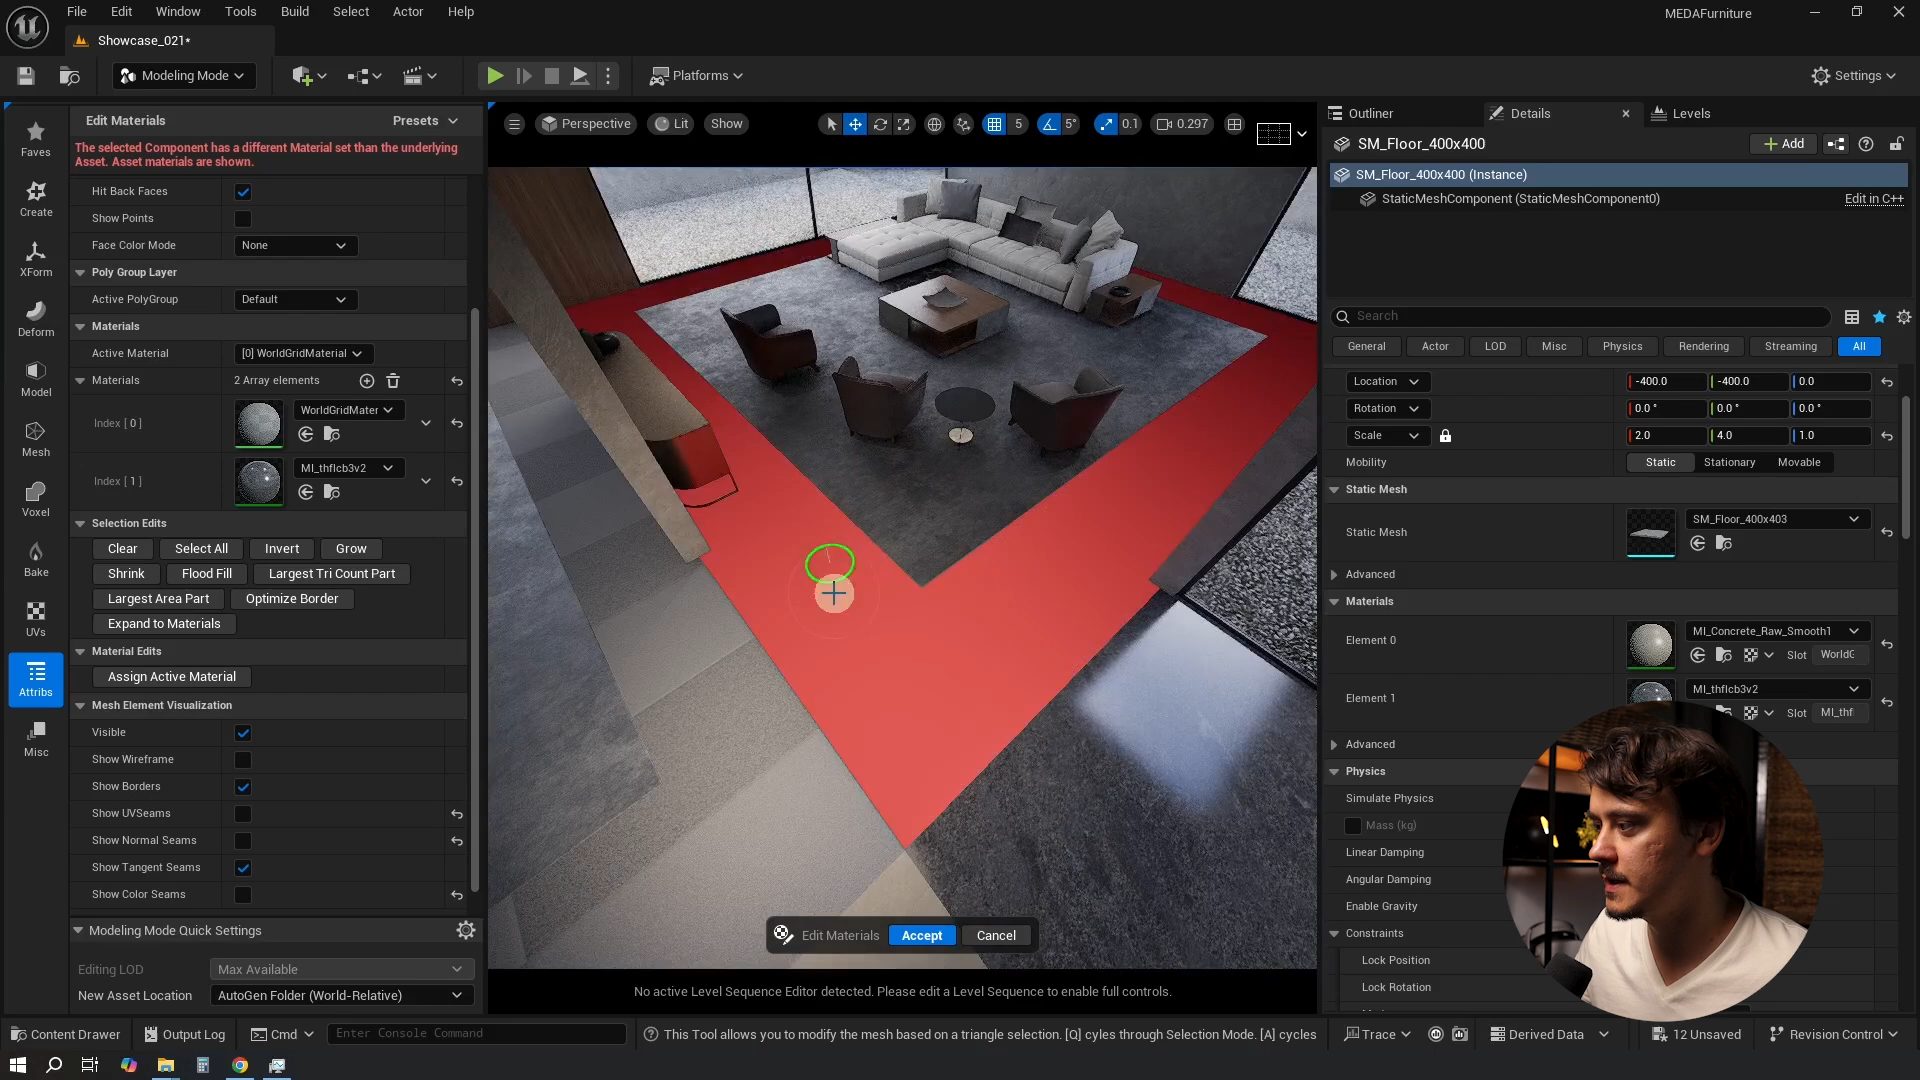 File Edit Window Tools Build Select Actor Help
MEDAFurniture
Showcase_021*
Modeling Mode
Platforms
Settings
Edit Materials
Presets
The selected Component has a different Material set than the underlying
Asset. Asset materials are shown.
Faves
Create
XForm
Deform
Model
Mesh
Voxel
Bake
UVs
Attribs
Misc
Hit Back Faces
Show Points
Face Color Mode None
Poly Group Layer
Active PolyGroup Default
Materials
Active Material [0] WorldGridMaterial
Materials 2 Array elements
Index [ 0 ] WorldGridMater
Index [ 1 ] MI_thflcb3v2
Selection Edits
Clear Select All Invert Grow
Shrink Flood Fill Largest Tri Count Part
Largest Area Part Optimize Border
Expand to Materials
Material Edits
Assign Active Material
Mesh Element Visualization
Visible
Show Wireframe
Show Borders
Show UVSeams
Show Normal Seams
Show Tangent Seams
Show Color Seams
Modeling Mode Quick Settings
Editing LOD Max Available
New Asset Location AutoGen Folder (World-Relative)
Perspective Lit Show 5 5° 0.1 0.297
Edit Materials Accept Cancel
No active Level Sequence Editor detected. Please edit a Level Sequence to enable full controls.
Outliner Details Levels
SM_Floor_400x400
Add
SM_Floor_400x400 (Instance)
StaticMeshComponent (StaticMeshComponent0) Edit in C++
Search
General Actor LOD Misc Physics Rendering Streaming All
Location -400.0 -400.0 0.0
Rotation 0.0 ° 0.0 ° 0.0 °
Scale 2.0 4.0 1.0
Mobility Static Stationary Movable
Static Mesh
Static Mesh SM_Floor_400x403
Advanced
Materials
Element 0 MI_Concrete_Raw_Smooth1
Slot WorldG
Element 1 MI_thflcb3v2
Slot MI_thfl
Advanced
Physics
Simulate Physics
Mass (kg)
Linear Damping
Angular Damping
Enable Gravity
Constraints
Lock Position
Lock Rotation
Content Drawer Output Log Cmd Enter Console Command
This Tool allows you to modify the mesh based on a triangle selection. [Q] cyles through Selection Mode. [A] cycles
Trace Derived Data 12 Unsaved Revision Control